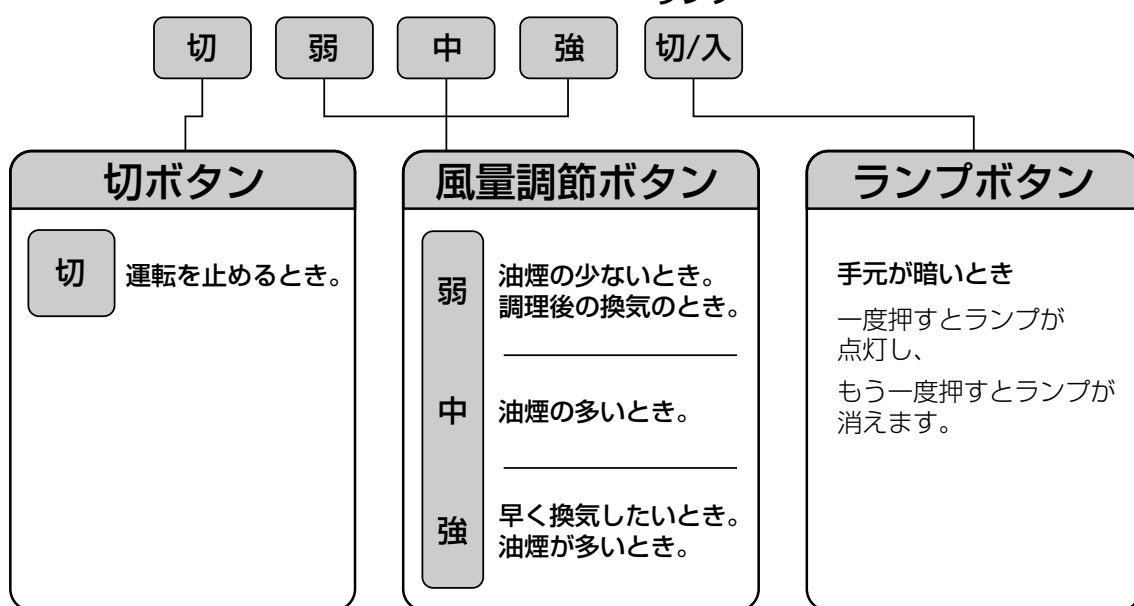 切 弱 中 強 切/入
切ボタン
切
運転を止めるとき。
風量調節ボタン
弱
油煙の少ないとき。
調理後の換気のとき。
中
油煙の多いとき。
強
早く換気したいとき。
油煙が多いとき。
ランプボタン
手元が暗いとき
一度押すとランプが
点灯し、
もう一度押すとランプが
消えます。